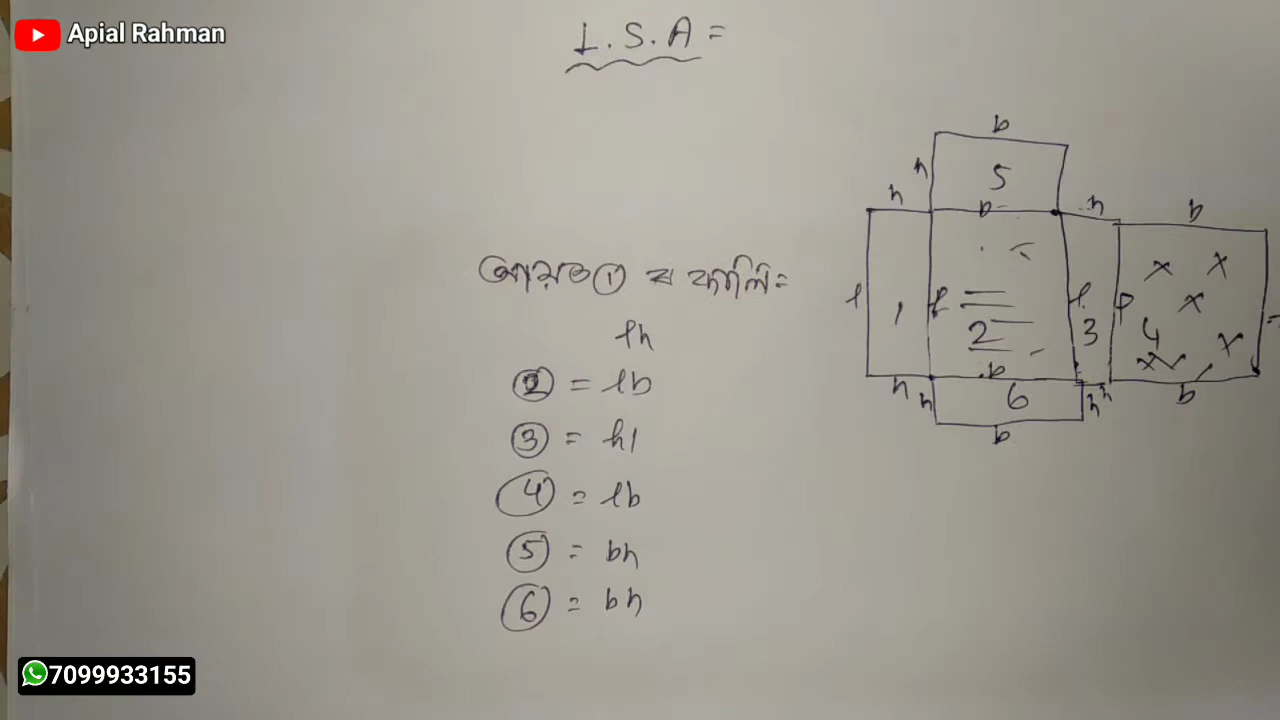 Apial Rahman
L.S.A =
b
h 5
h b h b
আয়ত ① ৰ কালি =
l 1 l 2 l 3 l 4
lh
b
② = lb
h h 6 h h b
b
③ = hl
④ = lb
⑤ = bh
⑥ = bh
7099933155